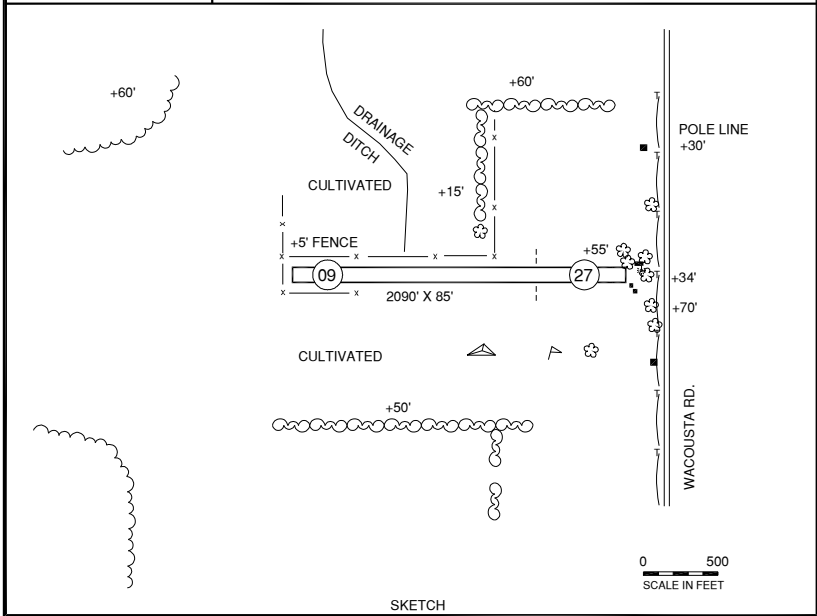 +60'
+60'
DRAINAGE
DITCH
POLE LINE
+30'
CULTIVATED
+15'
+5' FENCE
+55'
09
27
+34'
2090' X 85'
+70'
CULTIVATED
+50'
WACOUSTA RD.
0 500
SCALE IN FEET
SKETCH